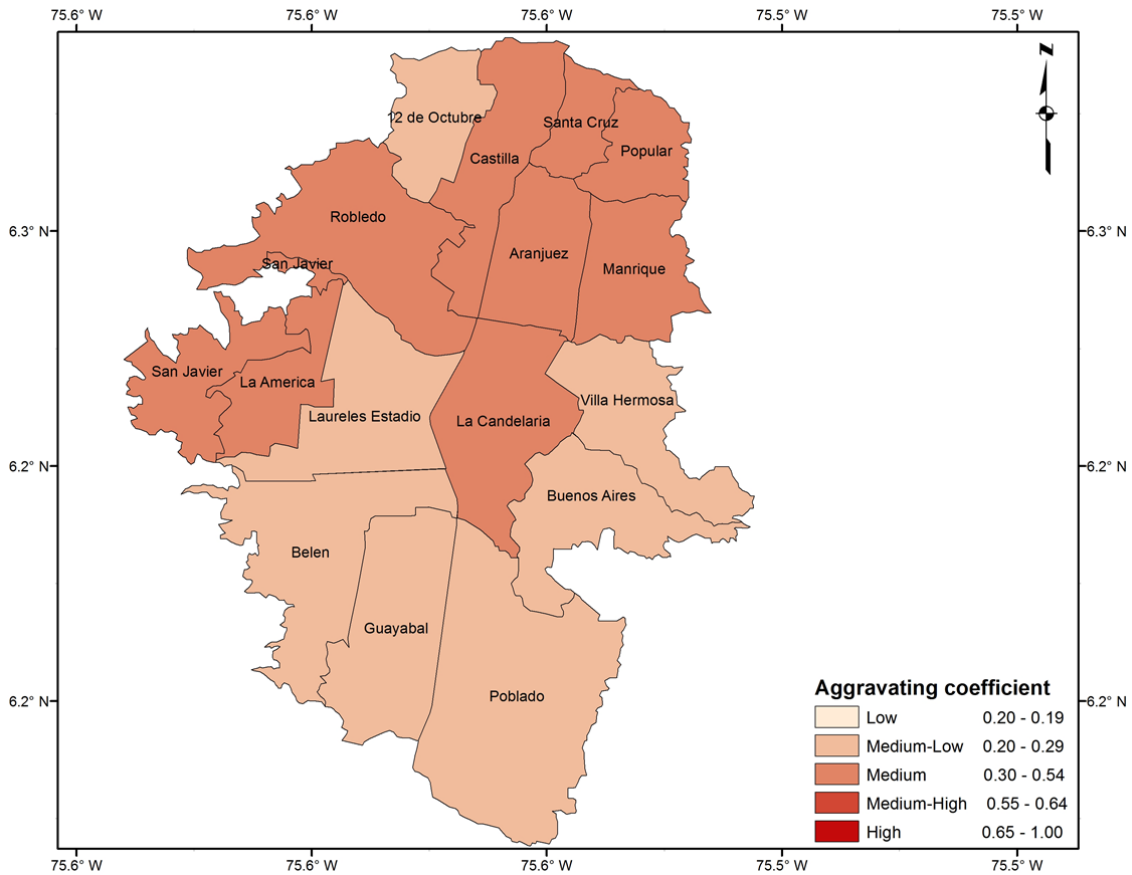 75.6° W 75.6° W 75.6° W 75.5° W 75.5° W
N
12 de Octubre
Santa Cruz
Popular
Castilla
Robledo
6.3° N 6.3° N
Aranjuez
San Javier
Manrique
San Javier
La America
Villa Hermosa
Laureles Estadio
La Candelaria
6.2° N 6.2° N
Buenos Aires
Belen
Guayabal
Poblado
6.2° N 6.2° N
Aggravating coefficient
Low 0.20 - 0.19
Medium-Low 0.20 - 0.29
Medium 0.30 - 0.54
Medium-High 0.55 - 0.64
High 0.65 - 1.00
75.6° W 75.6° W 75.6° W 75.5° W 75.5° W